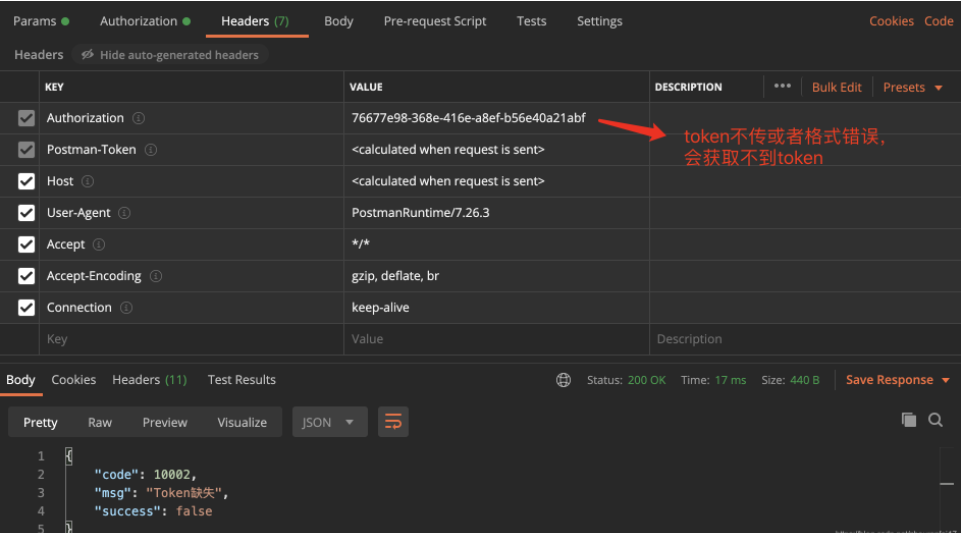 Params Authorization Headers (7) Body Pre-request Script Tests Settings Cookies Code
Headers Hide auto-generated headers
KEY VALUE DESCRIPTION ••• Bulk Edit Presets
Authorization 76677e98-368e-416e-a8ef-b56e40a21abf
token不传或者格式错误，
会获取不到token
Postman-Token <calculated when request is sent>
Host <calculated when request is sent>
User-Agent PostmanRuntime/7.26.3
Accept */*
Accept-Encoding gzip, deflate, br
Connection keep-alive
Key Value Description
Body Cookies Headers (11) Test Results Status: 200 OK Time: 17 ms Size: 440 B Save Response
Pretty Raw Preview Visualize JSON
1 {
2 "code": 10002,
3 "msg": "Token缺失",
4 "success": false
5 }